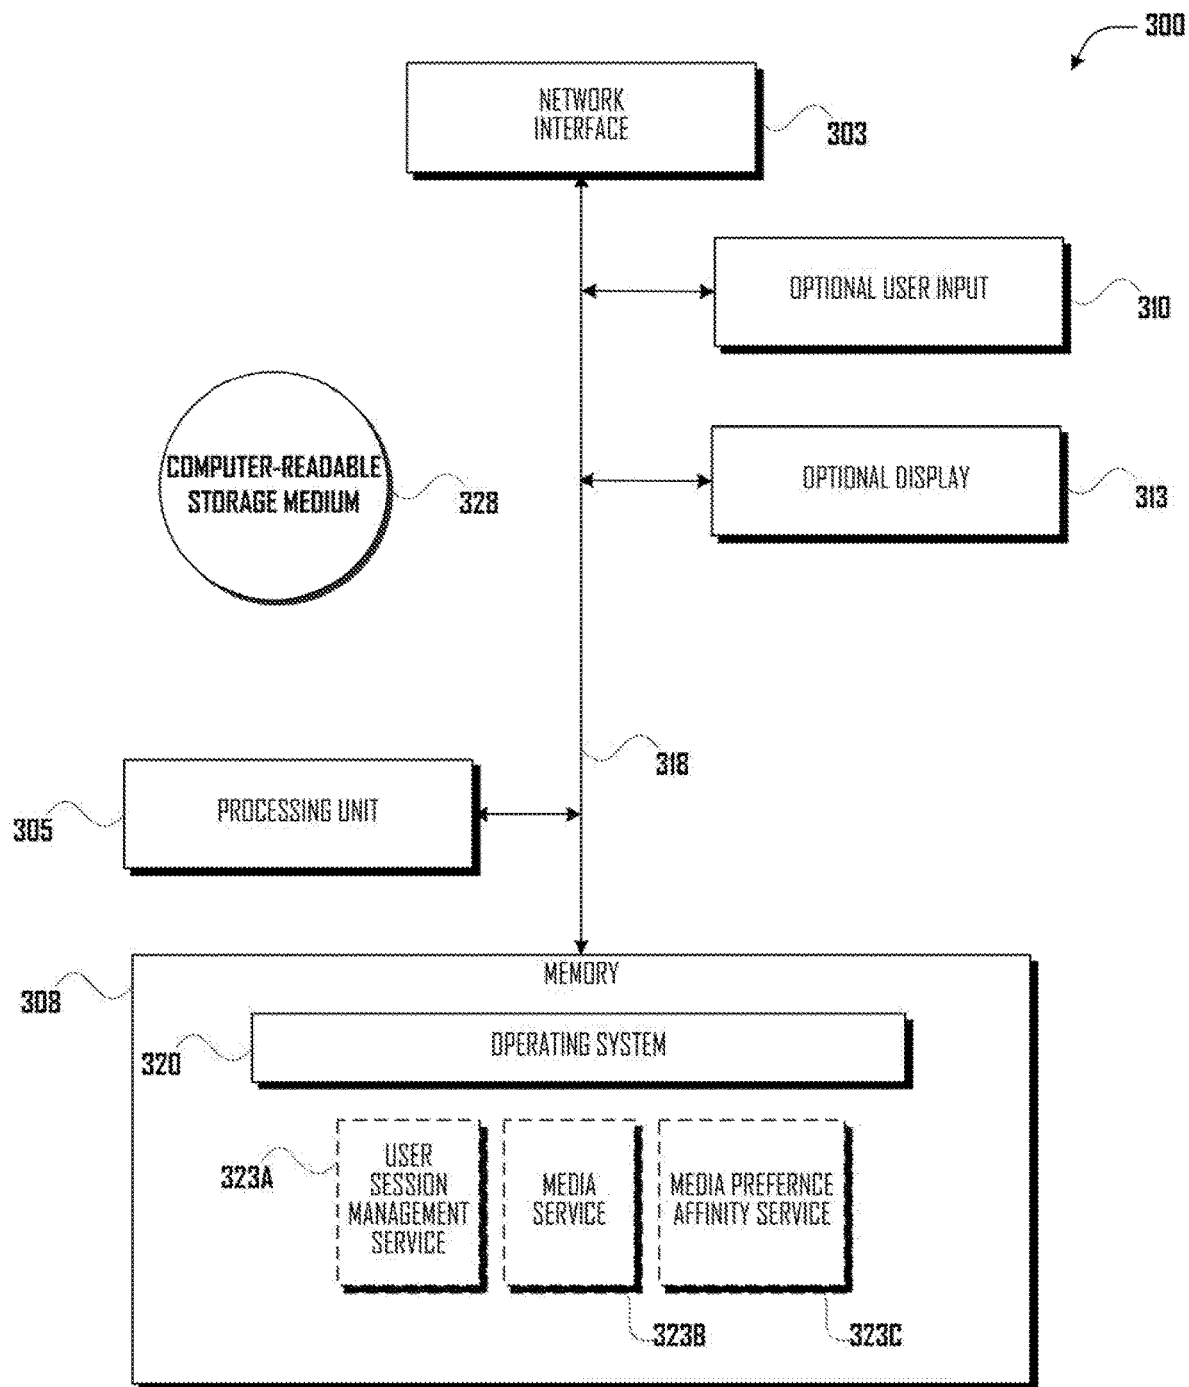 300
NETWORK
INTERFACE
303
OPTIONAL USER INPUT
310
COMPUTER-READABLE
STORAGE MEDIUM
328
OPTIONAL DISPLAY
313
318
PROCESSING UNIT
305
MEMORY
308
OPERATING SYSTEM
320
USER
SESSION
MANAGEMENT
SERVICE
323A
MEDIA
SERVICE
323B
MEDIA PREFERNCE
AFFINITY SERVICE
323C